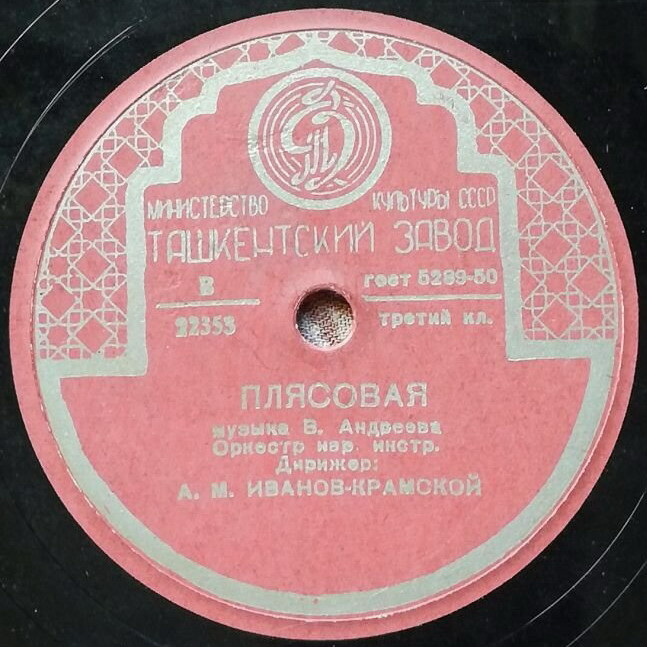 МИНИСТЕРСТВО КУЛЬТУРЫ СССР
ТАШКЕНТСКИЙ ЗАВОД
В ГОСТ 5289-50
22353 третий кл.
ПЛЯСОВАЯ
музыка В. Андреева
Оркестр нар. инстр.
Дирижер:
А. М. ИВАНОВ-КРАМСКОЙ